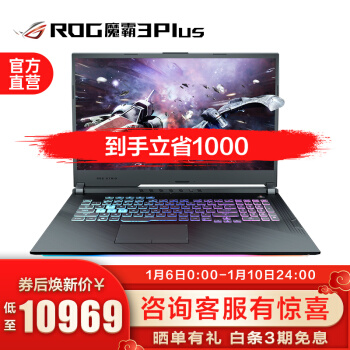 ROG魔霸3Plus
官方
直营
到手立省1000
券后焕新价¥
低至
10969
1月6日0:00-1月10日24:00
咨询客服有惊喜
晒单有礼 白条3期免息